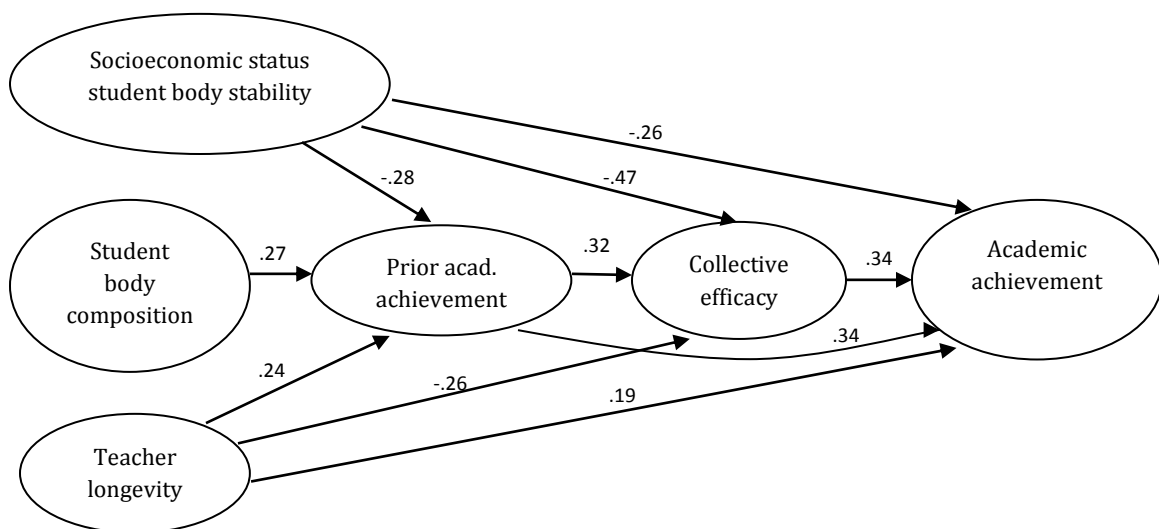 Socioeconomic status
student body stability
-.26
-.28
-.47
Student
body
composition
.27
Prior acad.
achievement
.32
Collective
efficacy
.34
Academic
achievement
.34
.24
-.26
.19
Teacher
longevity